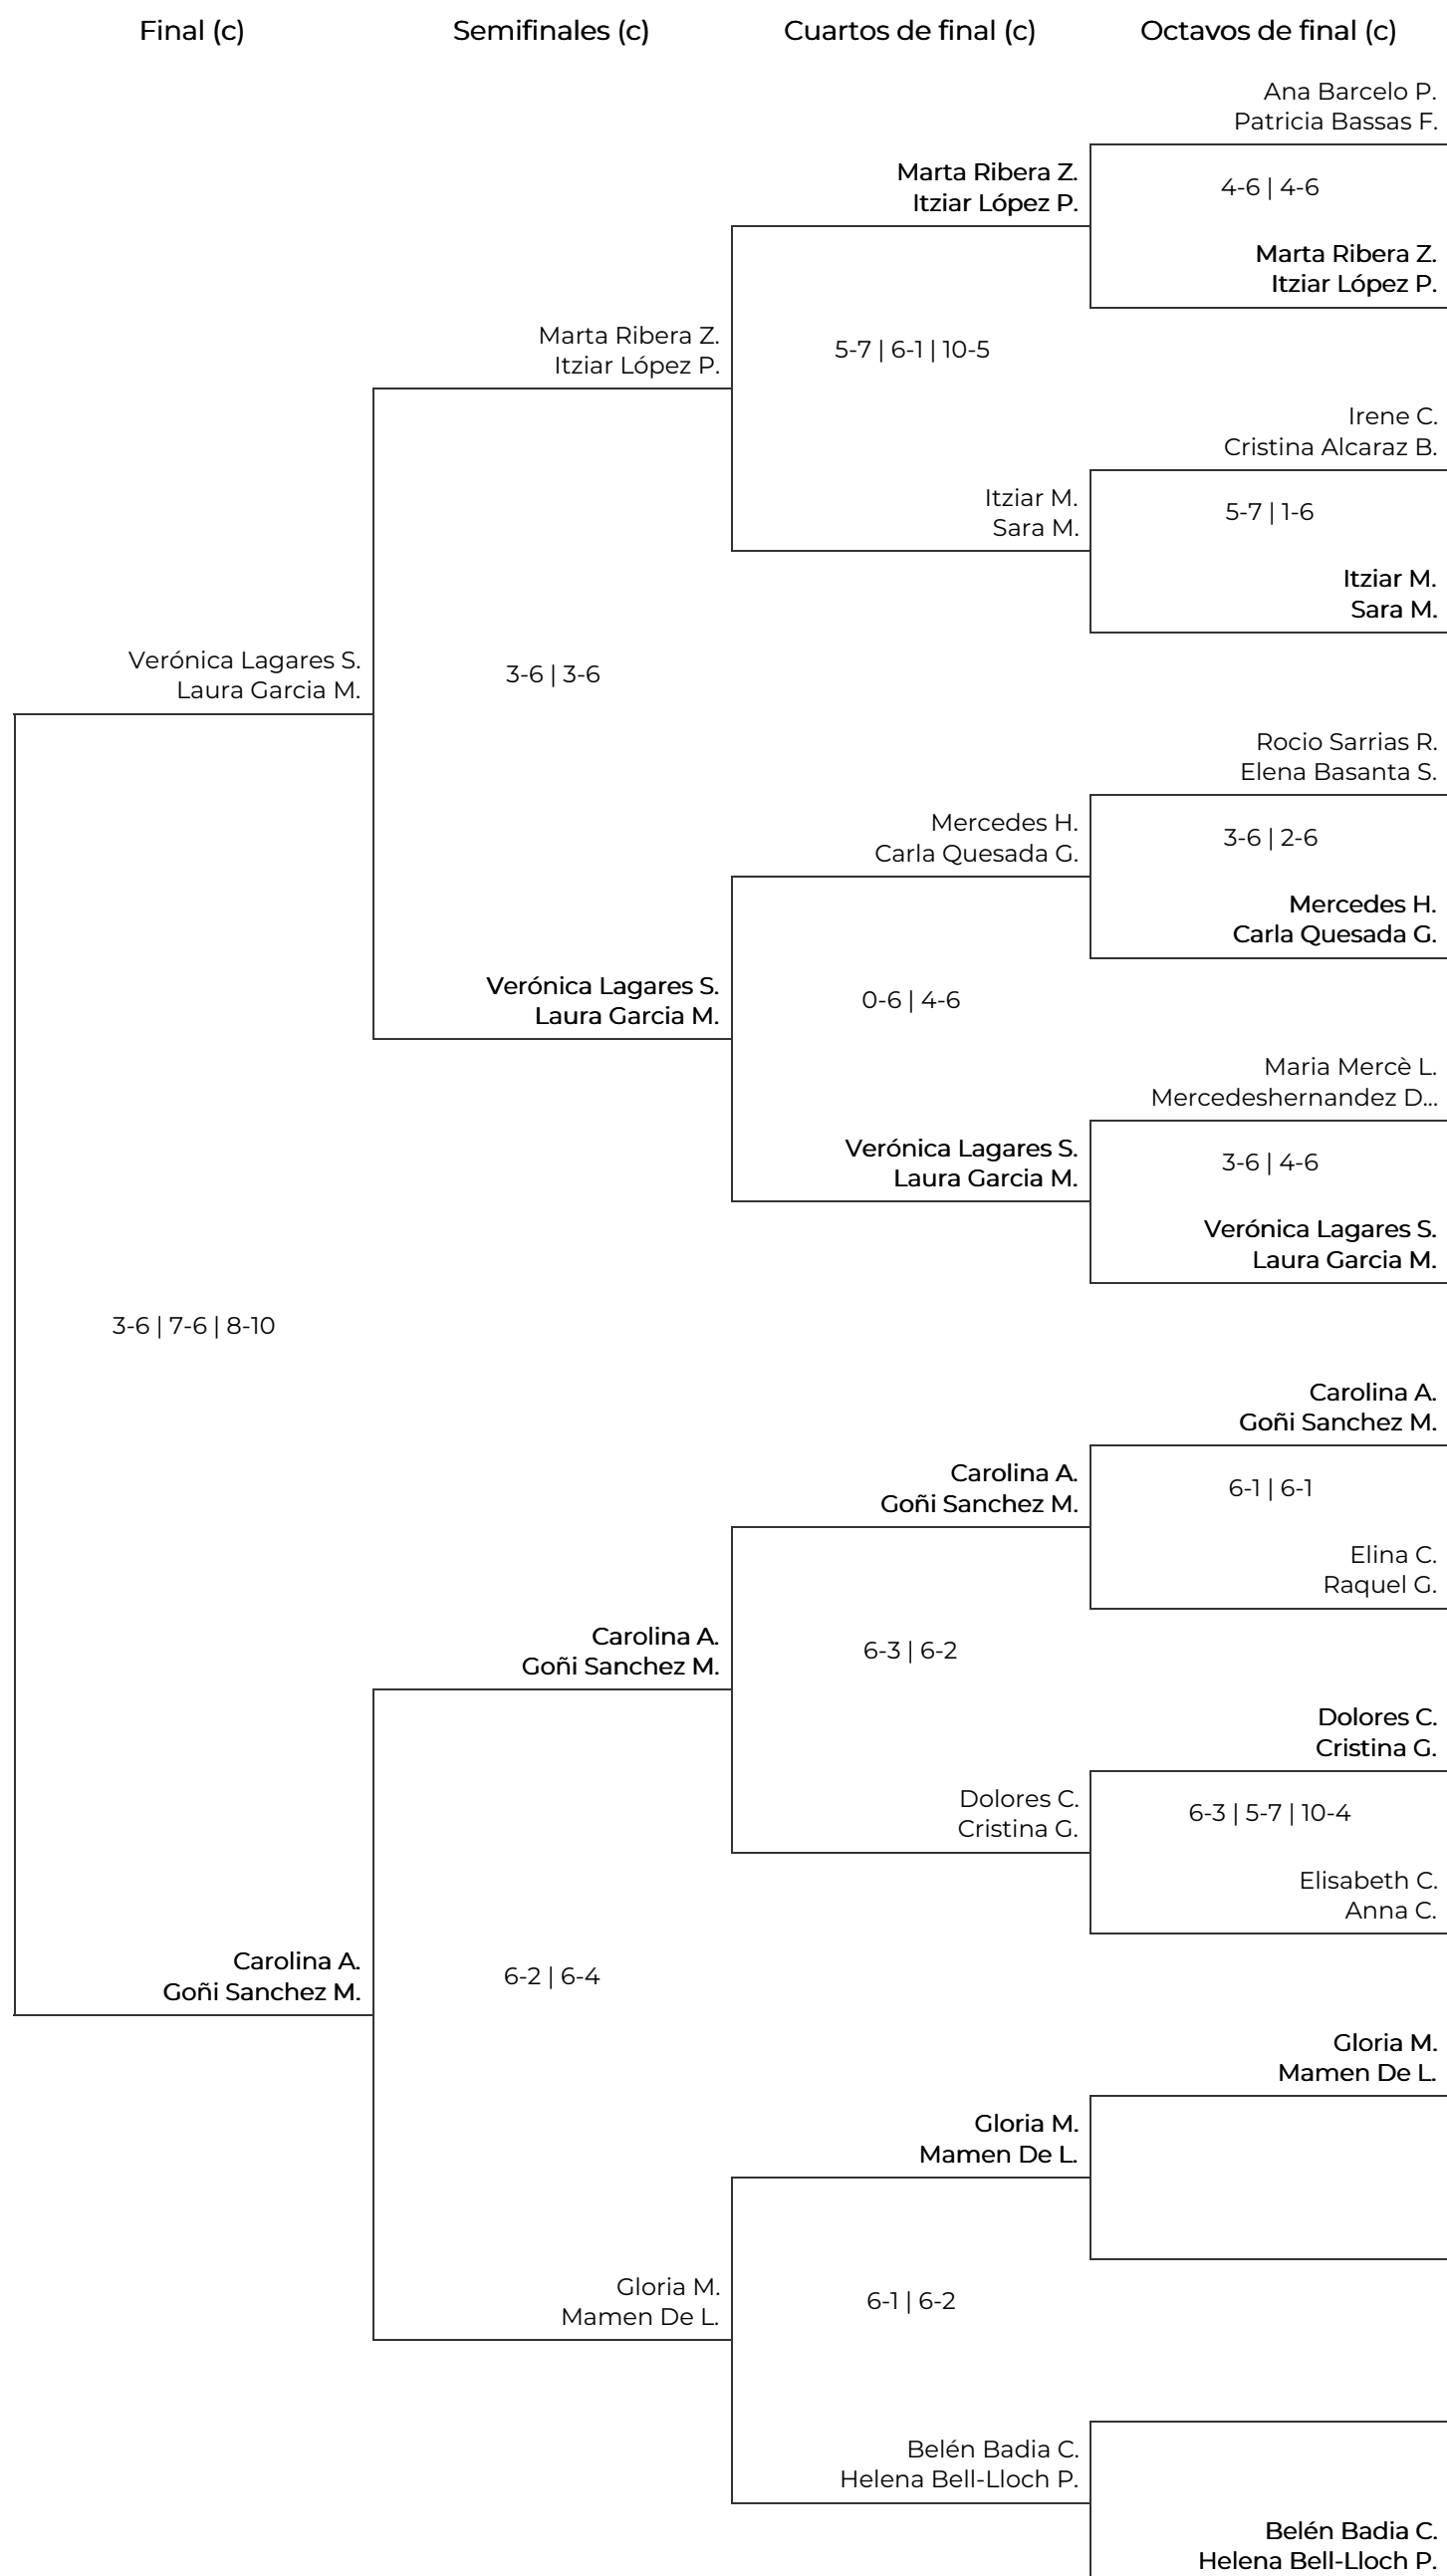 Final (c)
Semifinales (c)
Cuartos de final (c)
Octavos de final (c)
Ana Barcelo P.
Patricia Bassas F.
Marta Ribera Z.
Itziar López P.
4-6 | 4-6
Marta Ribera Z.
Itziar López P.
Marta Ribera Z.
Itziar López P.
5-7 | 6-1 | 10-5
Irene C.
Cristina Alcaraz B.
Itziar M.
Sara M.
5-7 | 1-6
Itziar M.
Sara M.
Verónica Lagares S.
Laura Garcia M.
3-6 | 3-6
Rocio Sarrias R.
Elena Basanta S.
Mercedes H.
Carla Quesada G.
3-6 | 2-6
Mercedes H.
Carla Quesada G.
Verónica Lagares S.
Laura Garcia M.
0-6 | 4-6
Maria Mercè L.
Mercedeshernandez D...
Verónica Lagares S.
Laura Garcia M.
3-6 | 4-6
Verónica Lagares S.
Laura Garcia M.
3-6 | 7-6 | 8-10
Carolina A.
Goñi Sanchez M.
Carolina A.
Goñi Sanchez M.
6-1 | 6-1
Elina C.
Raquel G.
Carolina A.
Goñi Sanchez M.
6-3 | 6-2
Dolores C.
Cristina G.
Dolores C.
Cristina G.
6-3 | 5-7 | 10-4
Elisabeth C.
Anna C.
Carolina A.
Goñi Sanchez M.
6-2 | 6-4
Gloria M.
Mamen De L.
Gloria M.
Mamen De L.
Gloria M.
Mamen De L.
6-1 | 6-2
Belén Badia C.
Helena Bell-Lloch P.
Belén Badia C.
Helena Bell-Lloch P.